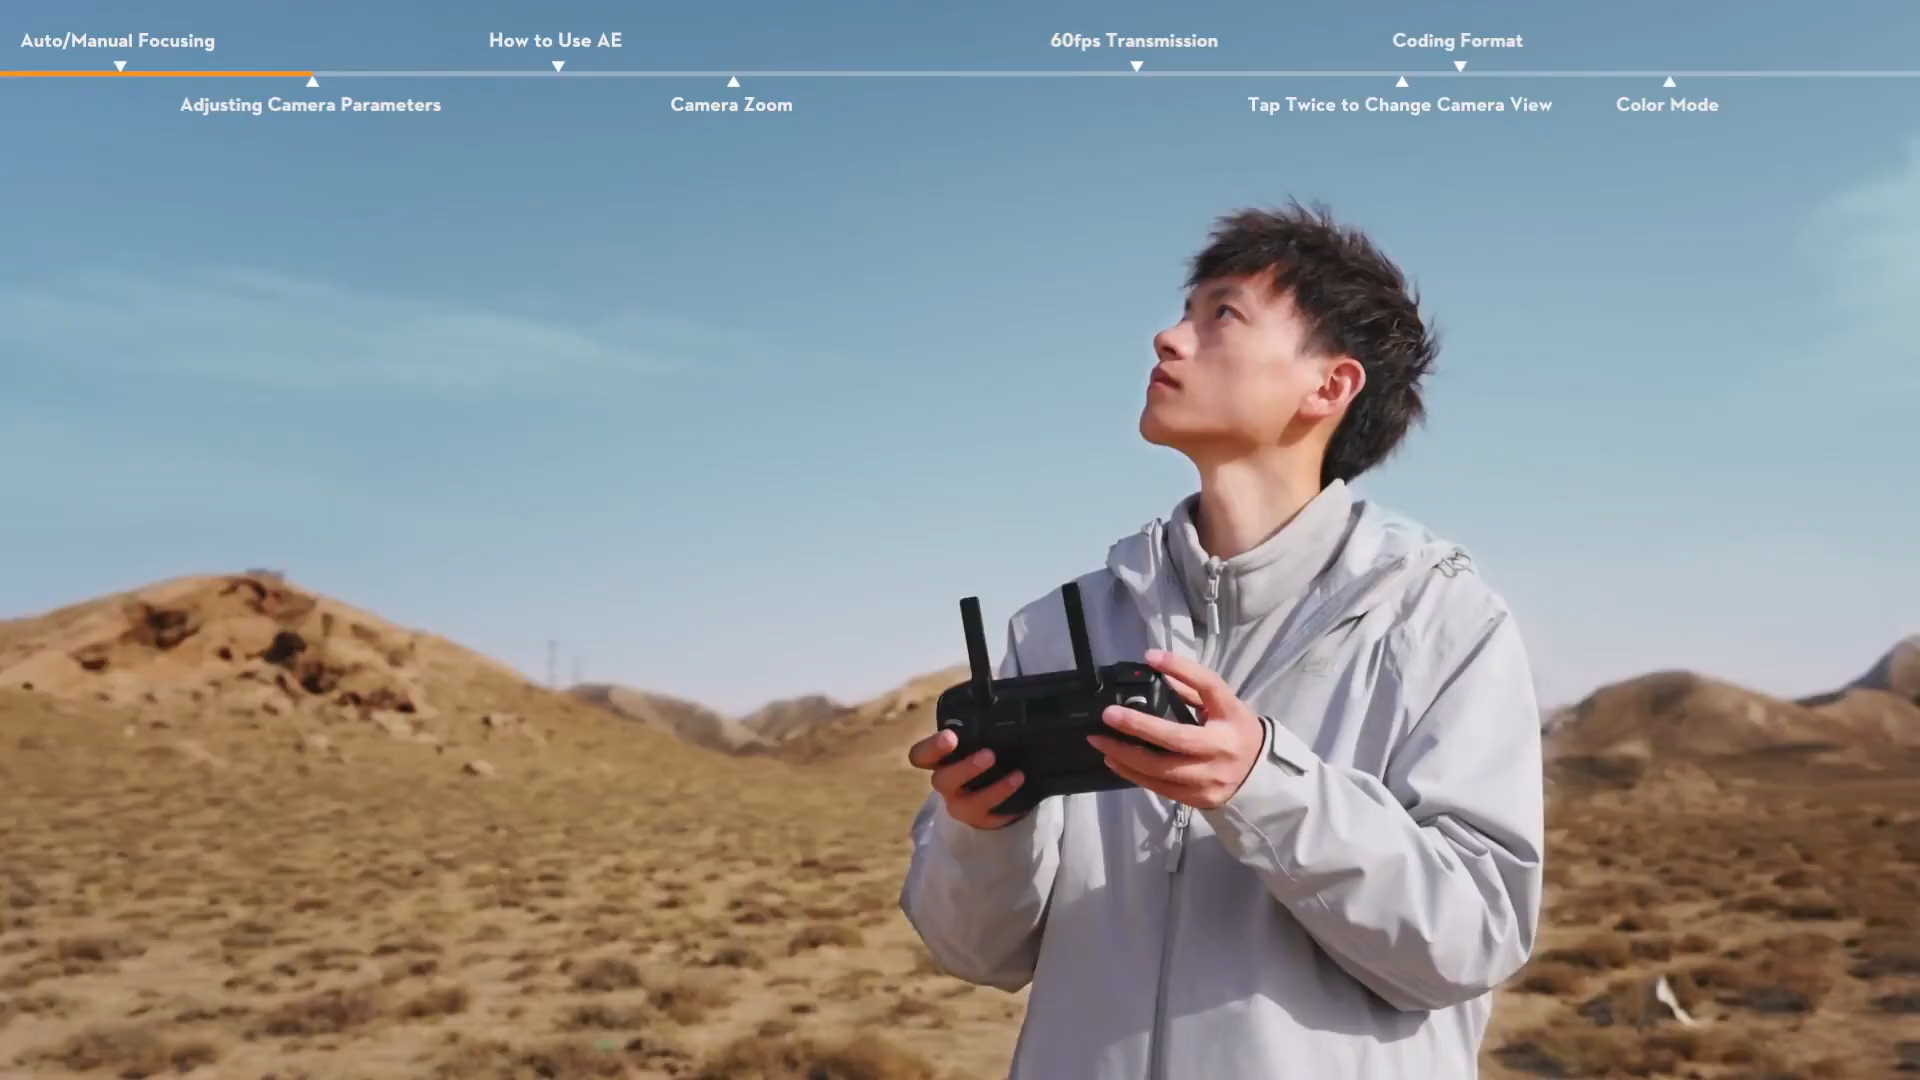 Auto/Manual Focusing
How to Use AE
60fps Transmission
Coding Format
Adjusting Camera Parameters
Camera Zoom
Tap Twice to Change Camera View
Color Mode